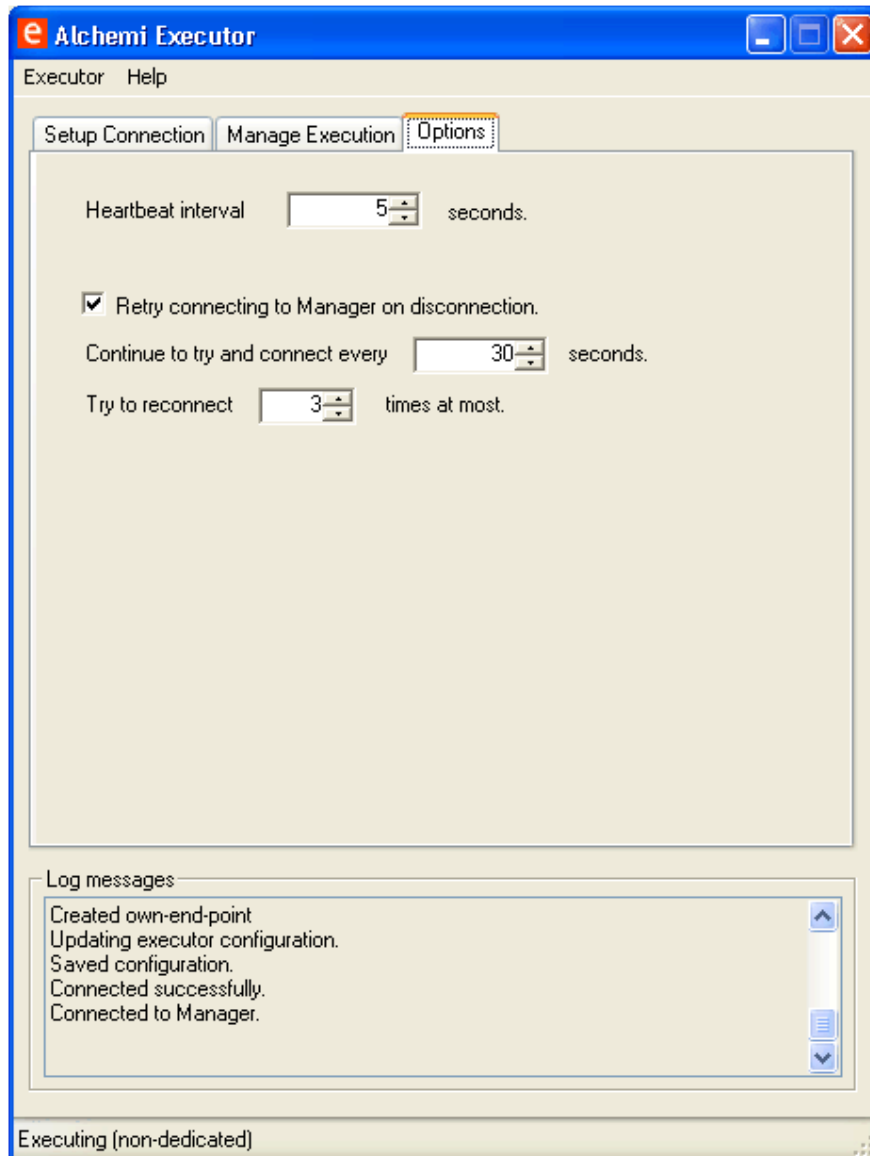 e Alchemi Executor
Executor Help
Setup Connection Manage Execution Options
Heartbeat interval 5 seconds.
Retry connecting to Manager on disconnection.
Continue to try and connect every 30 seconds.
Try to reconnect 3 times at most.
Log messages
Created own-end-point
Updating executor configuration.
Saved configuration.
Connected successfully.
Connected to Manager.
Executing (non-dedicated)